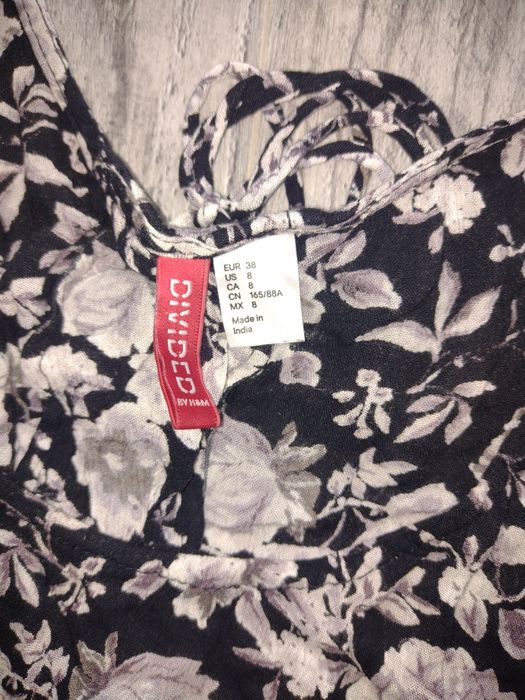 DIVIDED
BY H&M
EUR 38
US 8
CA 8
CN 165/88A
MX 8
Made in
India